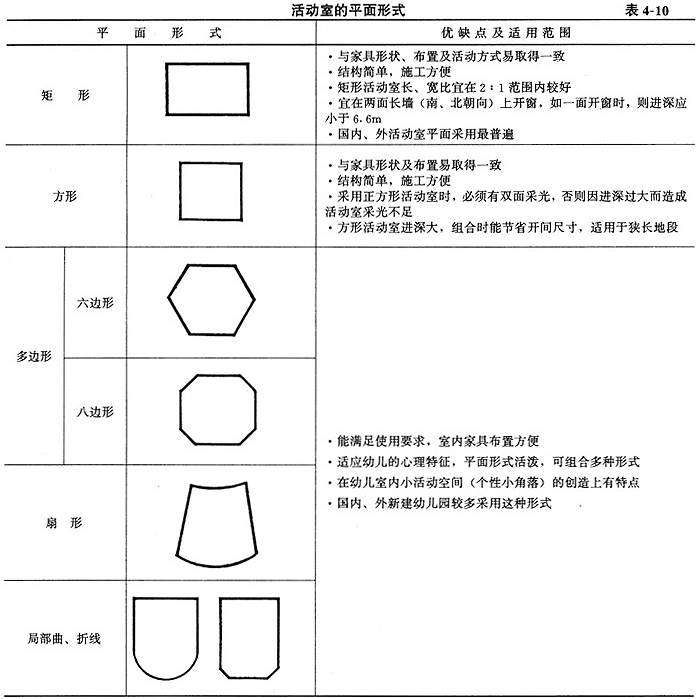 活动室的平面形式
表 4-10
平 面 形 式
优缺点及适用范围
矩 形
·与家具形状、布置及活动方式易取得一致
·结构简单，施工方便
·矩形活动室长、宽比宜在 2∶1 范围内较好
·宜在两面长墙（南、北朝向）上开窗，如一面开窗时，则进深应
小于 6.6m
·国内、外活动室平面采用最普遍
方形
·与家具形状及布置易取得一致
·结构简单，施工方便
·采用正方形活动室时，必须有双面采光，否则因进深过大而造成
活动室采光不足
·方形活动室进深大，组合时能节省开间尺寸，适用于狭长地段
多边形
六边形
八边形
扇 形
局部曲、折线
·能满足使用要求，室内家具布置方便
·适应幼儿的心理特征，平面形式活泼，可组合多种形式
·在幼儿室内小活动空间（个性小角落）的创造上有特点
·国内、外新建幼儿园较多采用这种形式